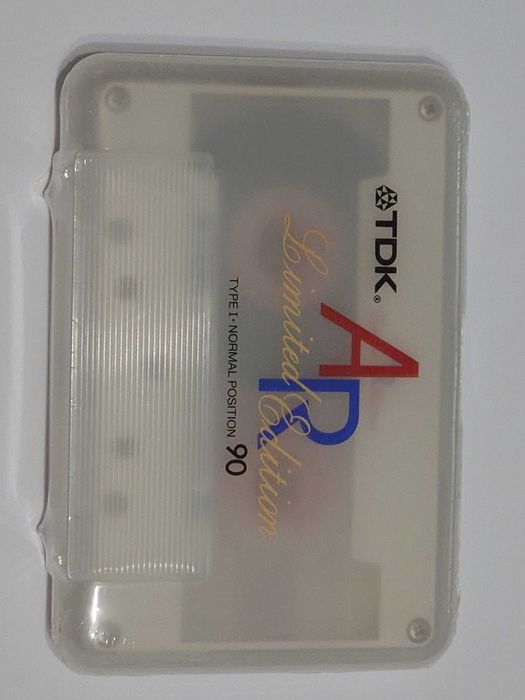 TDK®
AR
Limited Edition
TYPE I • NORMAL POSITION 90